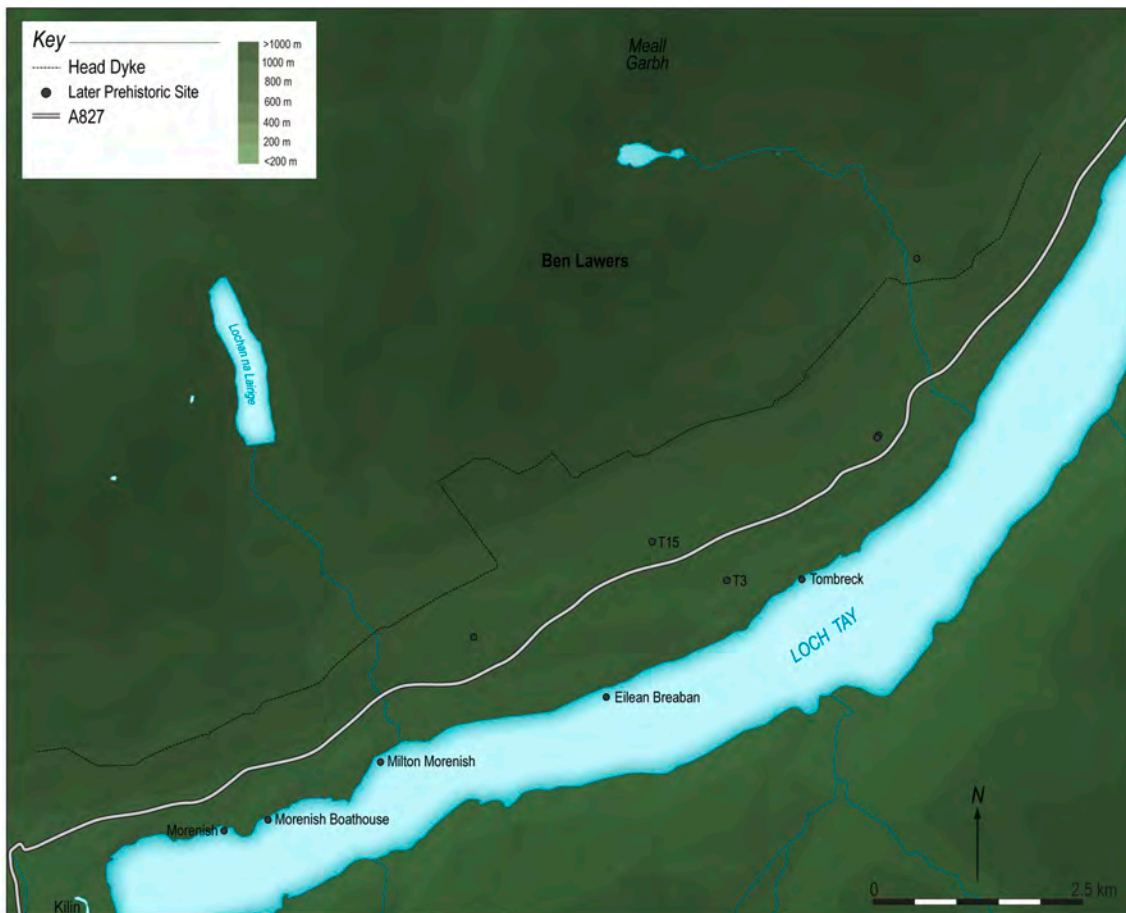 Key
Head Dyke
Later Prehistoric Site
A827
>1000 m
1000 m
800 m
600 m
400 m
200 m
<200 m
Meall
Garbh
Ben Lawers
Lochan na Lairige
T15
T3
Tombreck
LOCH TAY
Eilean Breaban
Milton Morenish
Morenish Boathouse
Morenish
Kilin
N
0
2.5 km